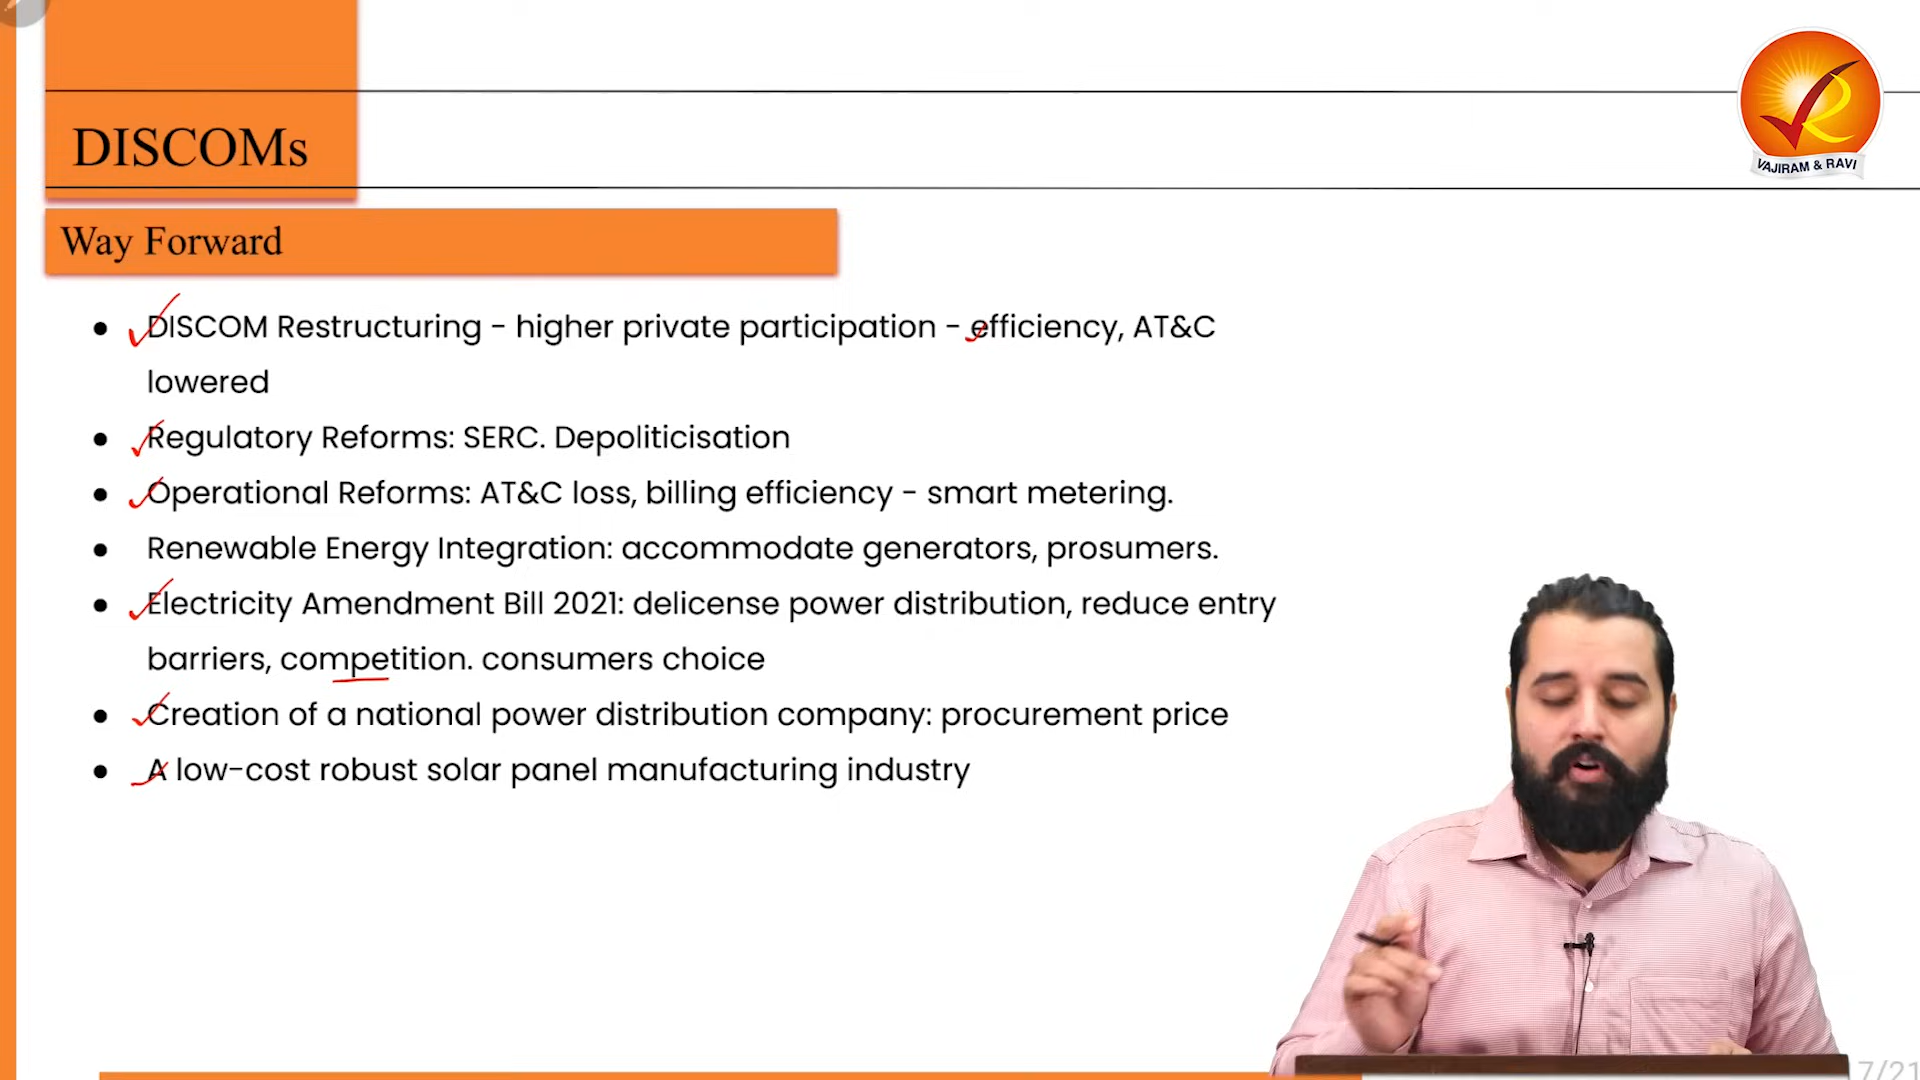 DISCOMs
VAJIRAM & RAVI
Way Forward
● DISCOM Restructuring - higher private participation - efficiency, AT&C
lowered
● Regulatory Reforms: SERC. Depoliticisation
● Operational Reforms: AT&C loss, billing efficiency - smart metering.
● Renewable Energy Integration: accommodate generators, prosumers.
● Electricity Amendment Bill 2021: delicense power distribution, reduce entry
barriers, competition. consumers choice
● Creation of a national power distribution company: procurement price
● A low-cost robust solar panel manufacturing industry
7/21